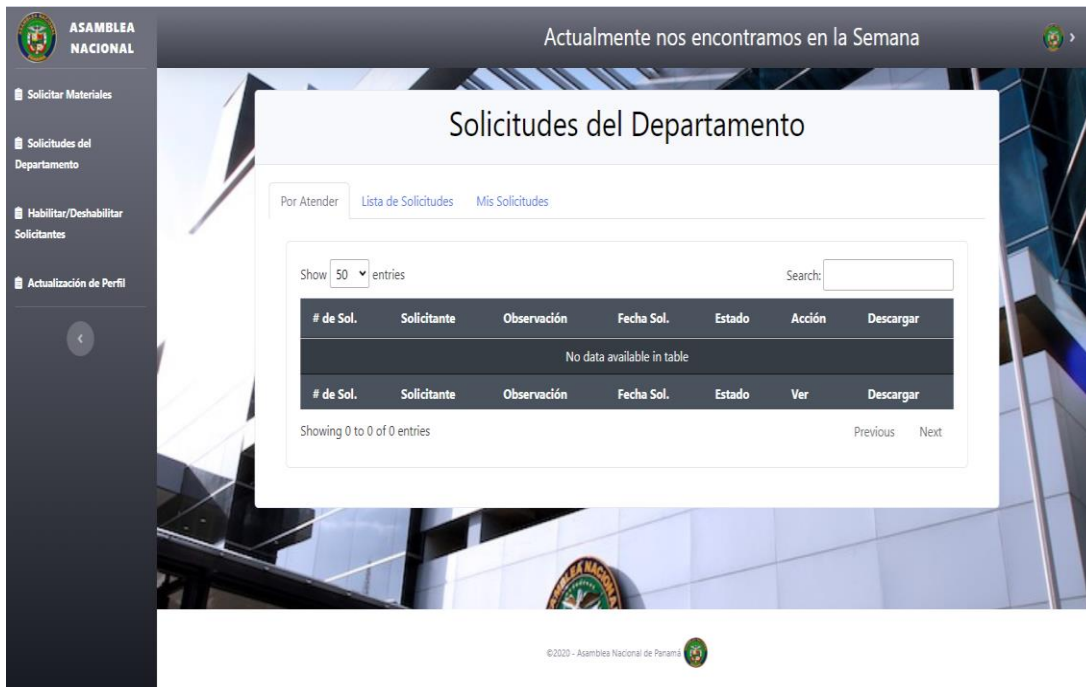 ASAMBLEA
NACIONAL
Actualmente nos encontramos en la Semana
Solicitar Materiales
Solicitudes del
Departamento
Habilitar/Deshabilitar
Solicitantes
Actualización de Perfil
Solicitudes del Departamento
Por Atender Lista de Solicitudes Mis Solicitudes
Show 50 entries Search:
# de Sol. Solicitante Observación Fecha Sol. Estado Acción Descargar
No data available in table
# de Sol. Solicitante Observación Fecha Sol. Estado Ver Descargar
Showing 0 to 0 of 0 entries Previous Next
©2020 - Asamblea Nacional de Panamá